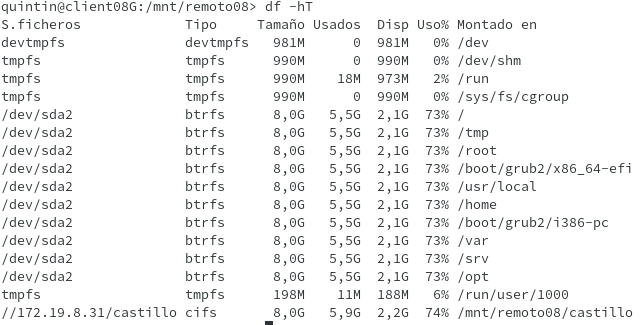 quintin@client08G:/mnt/remoto08> df -hT
S.ficheros Tipo Tamaño Usados Disp Uso% Montado en
devtmpfs devtmpfs 981M 0 981M 0% /dev
tmpfs tmpfs 990M 0 990M 0% /dev/shm
tmpfs tmpfs 990M 18M 973M 2% /run
tmpfs tmpfs 990M 0 990M 0% /sys/fs/cgroup
/dev/sda2 btrfs 8,0G 5,5G 2,1G 73% /
/dev/sda2 btrfs 8,0G 5,5G 2,1G 73% /tmp
/dev/sda2 btrfs 8,0G 5,5G 2,1G 73% /root
/dev/sda2 btrfs 8,0G 5,5G 2,1G 73% /boot/grub2/x86_64-efi
/dev/sda2 btrfs 8,0G 5,5G 2,1G 73% /usr/local
/dev/sda2 btrfs 8,0G 5,5G 2,1G 73% /home
/dev/sda2 btrfs 8,0G 5,5G 2,1G 73% /boot/grub2/i386-pc
/dev/sda2 btrfs 8,0G 5,5G 2,1G 73% /var
/dev/sda2 btrfs 8,0G 5,5G 2,1G 73% /srv
/dev/sda2 btrfs 8,0G 5,5G 2,1G 73% /opt
tmpfs tmpfs 198M 11M 188M 6% /run/user/1000
//172.19.8.31/castillo cifs 8,0G 5,9G 2,2G 74% /mnt/remoto08/castillo